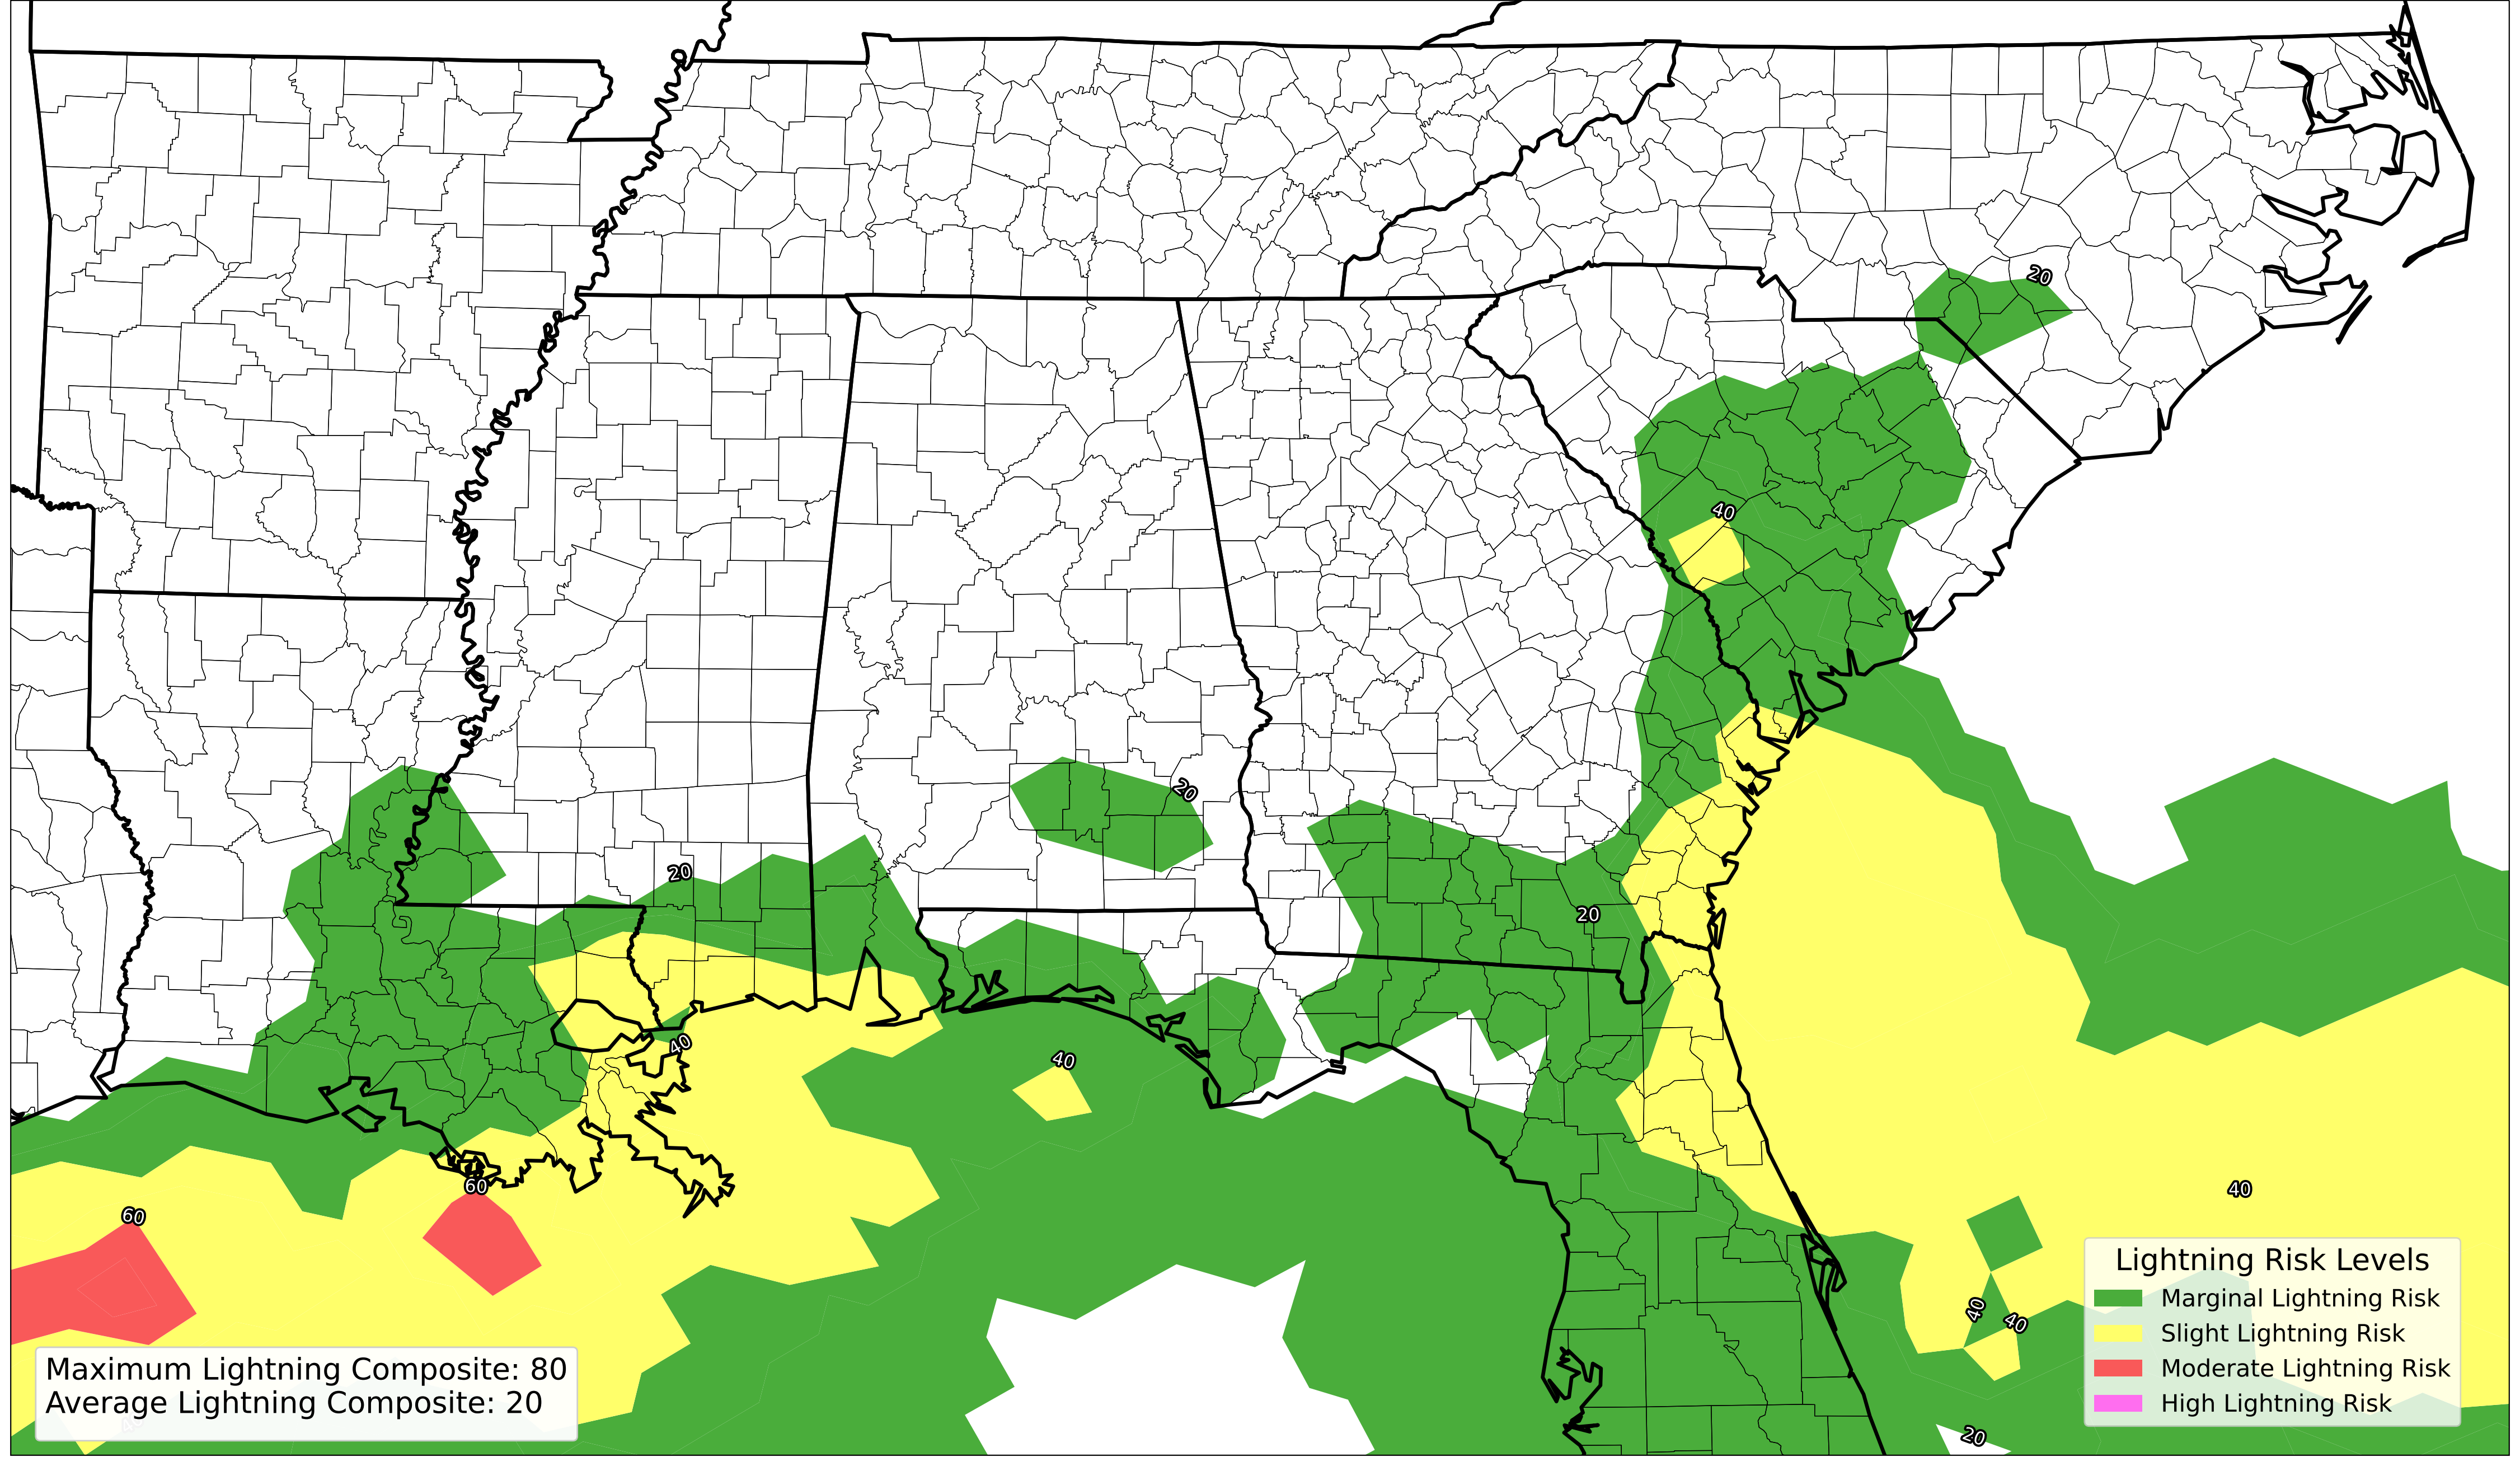 20
40
20
20
20
40
40
60
60
40
40
40
20
Lightning Risk Levels
Marginal Lightning Risk
Slight Lightning Risk
Moderate Lightning Risk
High Lightning Risk
Maximum Lightning Composite: 80
Average Lightning Composite: 20